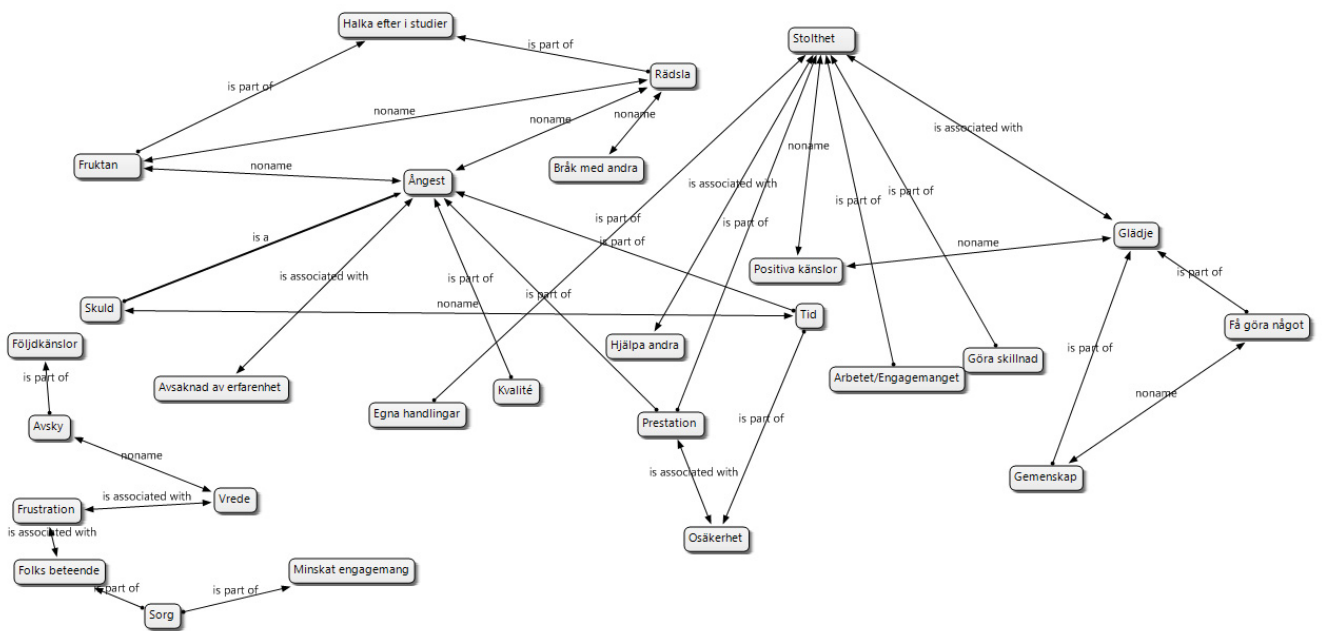 Halka efter i studier
Stolthet
is part of
Rädsla
is part of
noname
noname
noname
noname
is associated with
Fruktan
noname
Bråk med andra
Ångest
is associated with
is part of
is part of
is part of
is part of
is part of
is a
Glädje
noname
Positiva känslor
is associated with
is part of
is part of
is part of
Skuld
noname
Tid
Få göra något
Följdkänslor
Hjälpa andra
Göra skillnad
is part of
is part of
Avsaknad av erfarenhet
Kvalité
Arbetet/Engagemanget
noname
Egna handlingar
Prestation
is part of
Avsky
noname
is associated with
Gemenskap
is associated with
Vrede
Frustration
is associated with
Osäkerhet
Folks beteende
Minskat engagemang
is part of
is part of
Sorg